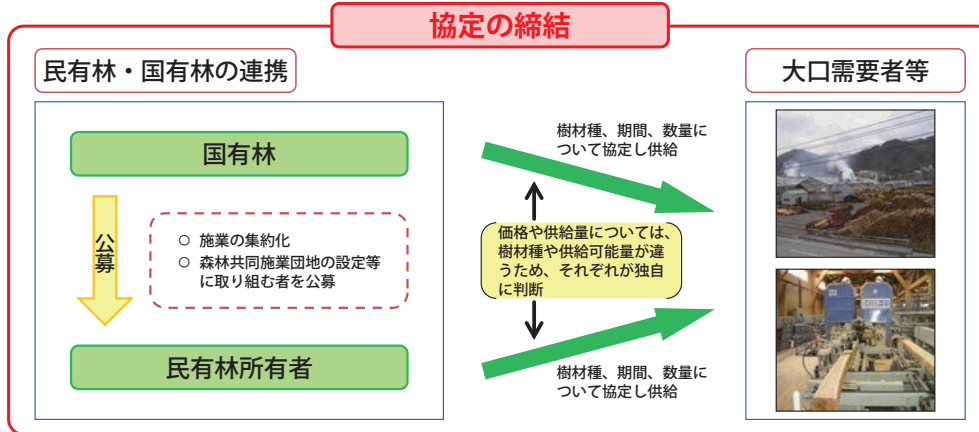 協定の締結
民有林・国有林の連携
大口需要者等
国有林
公募
○ 施業の集約化
○ 森林共同施業団地の設定等
に取り組む者を公募
民有林所有者
樹材種、期間、数量に
ついて協定し供給
価格や供給量については、
樹材種や供給可能量が違
うため、それぞれが独自
に判断
樹材種、期間、数量に
ついて協定し供給